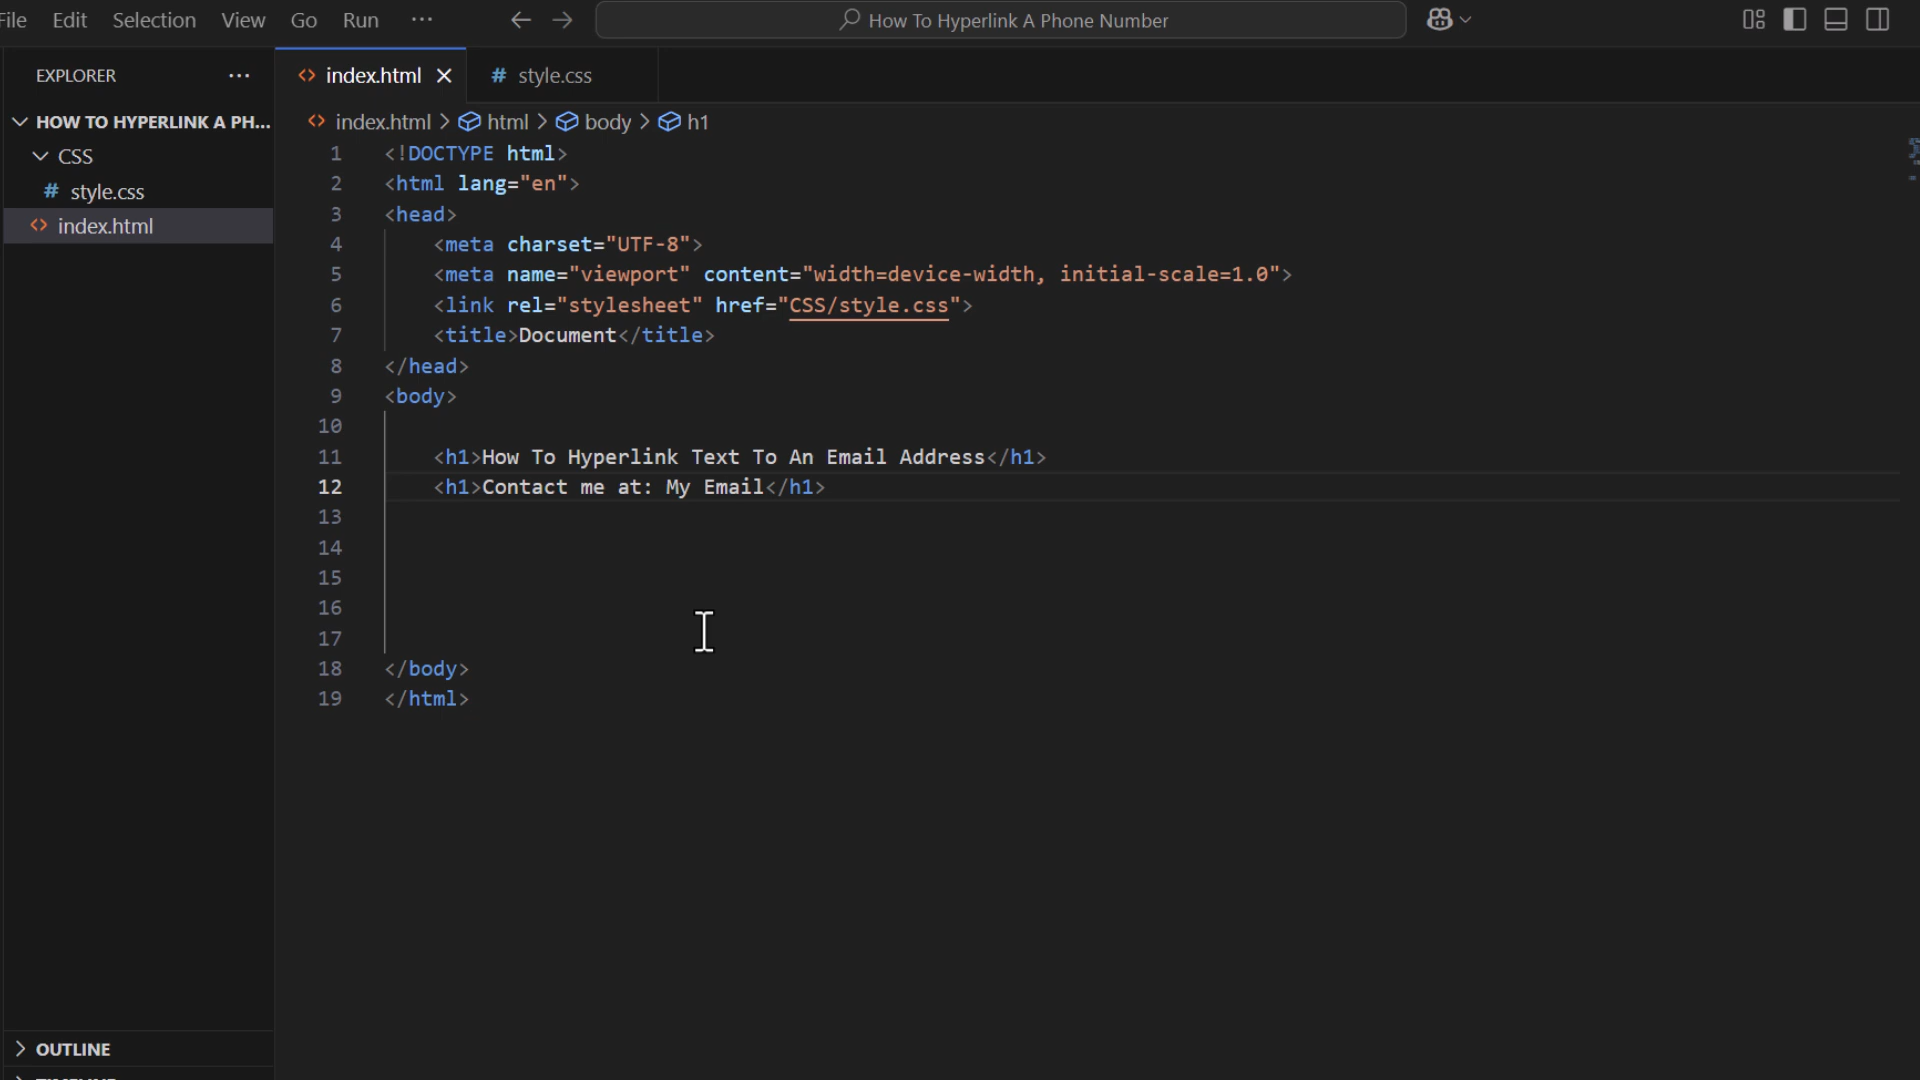 File Edit Selection View Go Run ··· How To Hyperlink A Phone Number
EXPLORER ···
HOW TO HYPERLINK A PH...
CSS
# style.css
<> index.html
<> index.html × # style.css
<> index.html > html > body > h1
1 <!DOCTYPE html>
2 <html lang="en">
3 <head>
4 <meta charset="UTF-8">
5 <meta name="viewport" content="width=device-width, initial-scale=1.0">
6 <link rel="stylesheet" href="CSS/style.css">
7 <title>Document</title>
8 </head>
9 <body>
10
11 <h1>How To Hyperlink Text To An Email Address</h1>
12 <h1>Contact me at: My Email</h1>
13
14
15
16
17
18 </body>
19 </html>
OUTLINE